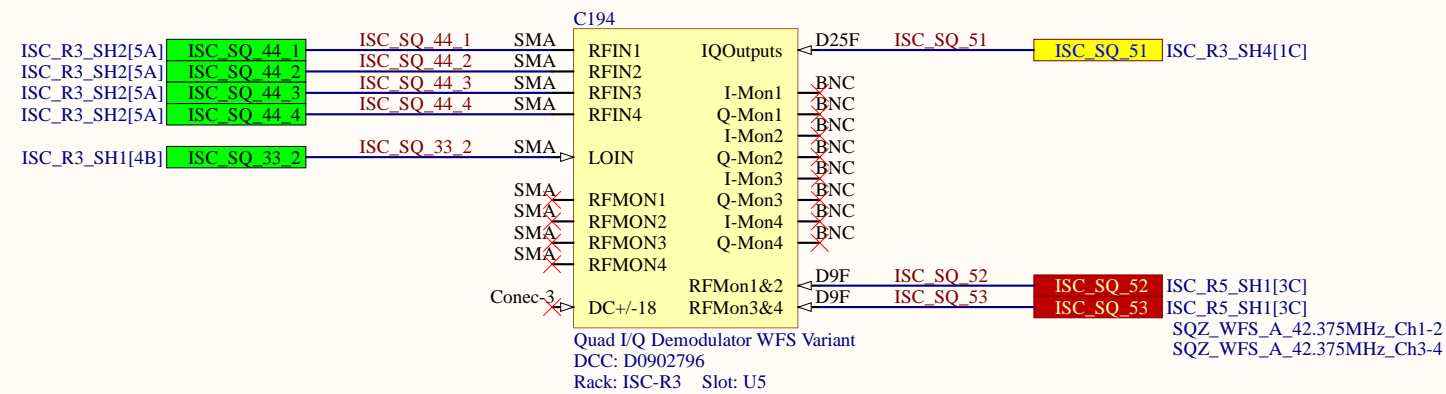 C194
ISC_R3_SH2[5A] ISC_SQ_44_1 ISC_SQ_44_1 SMA RFIN1 IQOutputs D25F ISC_SQ_51 ISC_SQ_51 ISC_R3_SH4[1C]
ISC_R3_SH2[5A] ISC_SQ_44_2 ISC_SQ_44_2 SMA RFIN2
ISC_R3_SH2[5A] ISC_SQ_44_3 ISC_SQ_44_3 SMA RFIN3 I-Mon1 BNC
ISC_R3_SH2[5A] ISC_SQ_44_4 ISC_SQ_44_4 SMA RFIN4 Q-Mon1 BNC
I-Mon2 BNC
ISC_R3_SH1[4B] ISC_SQ_33_2 ISC_SQ_33_2 SMA LOIN Q-Mon2 BNC
I-Mon3 BNC
SMA RFMON1 Q-Mon3 BNC
SMA RFMON2 I-Mon4 BNC
SMA RFMON3 Q-Mon4 BNC
SMA RFMON4
RFMon1&2 D9F ISC_SQ_52 ISC_SQ_52 ISC_R5_SH1[3C]
Conec-3 DC+/-18 RFMon3&4 D9F ISC_SQ_53 ISC_SQ_53 ISC_R5_SH1[3C]
SQZ_WFS_A_42.375MHz_Ch1-2
SQZ_WFS_A_42.375MHz_Ch3-4
Quad I/Q Demodulator WFS Variant
DCC: D0902796
Rack: ISC-R3 Slot: U5